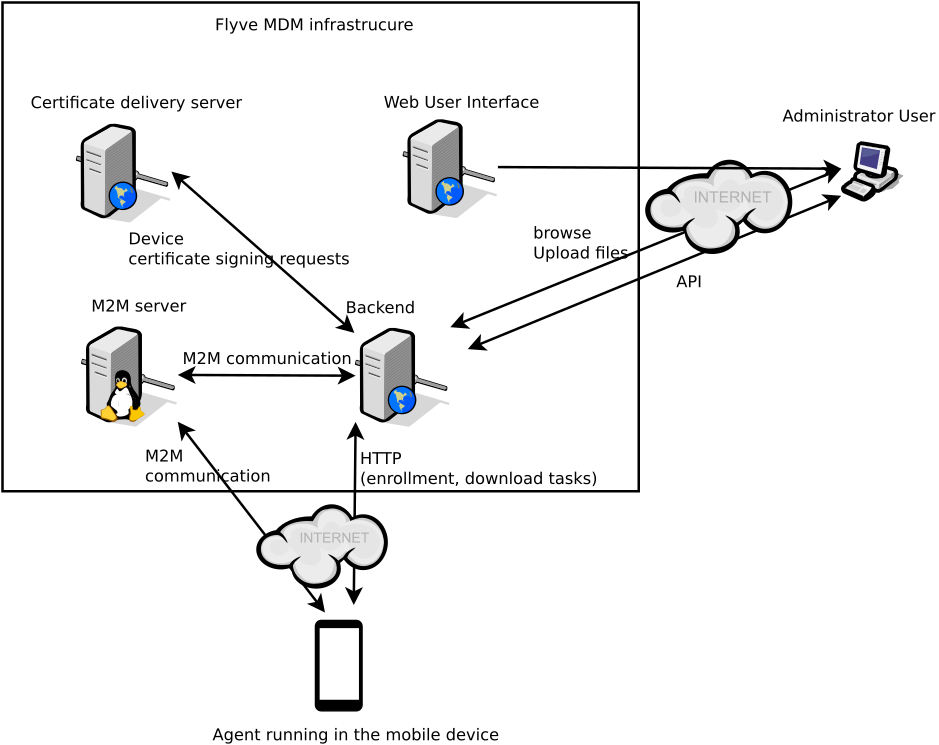 Flyve MDM infrastrucure
Certificate delivery server
Web User Interface
Administrator User
INTERNET
browse
Upload files
API
Device
certificate signing requests
M2M server
Backend
M2M communication
M2M
communication
HTTP
(enrollment, download tasks)
INTERNET
Agent running in the mobile device